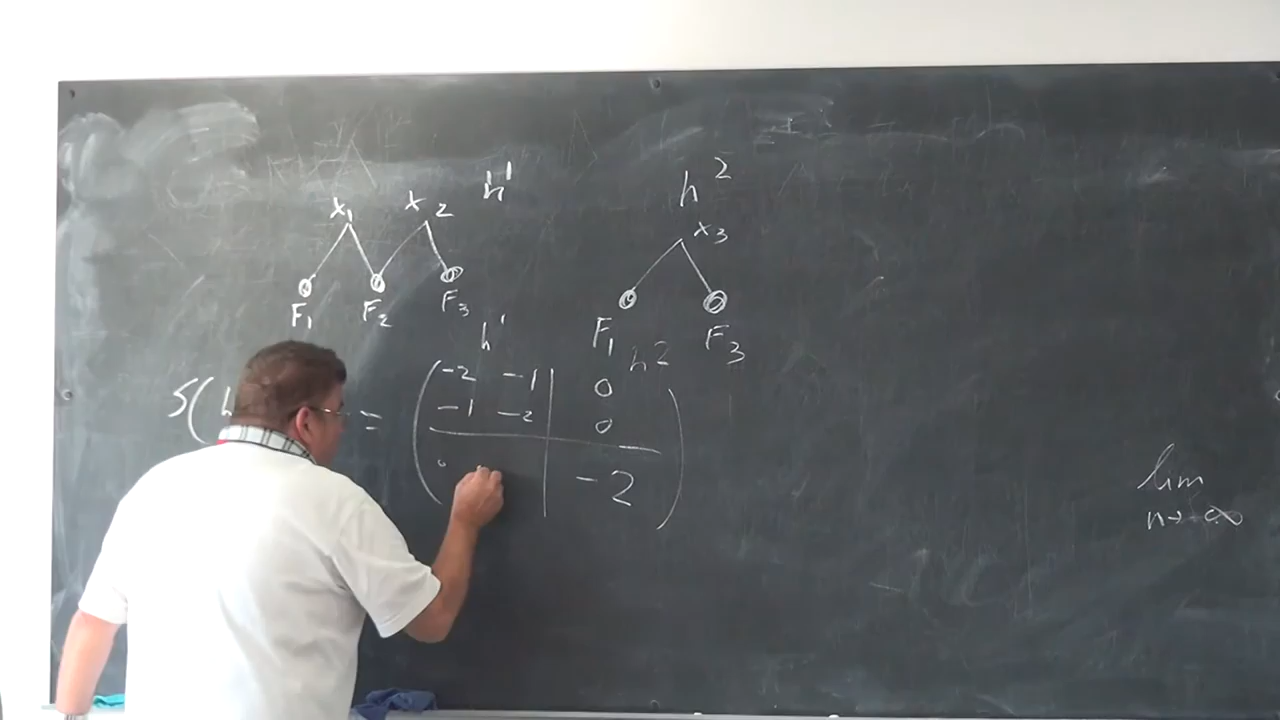 h¹ h²
x₁ x₂ x₃
F₁ F₂ F₃ F₁ F₃
h¹ h²
S( = ( -2 -1 | 0
-1 -2 | 0
0 | -2 )
lim
n→∞